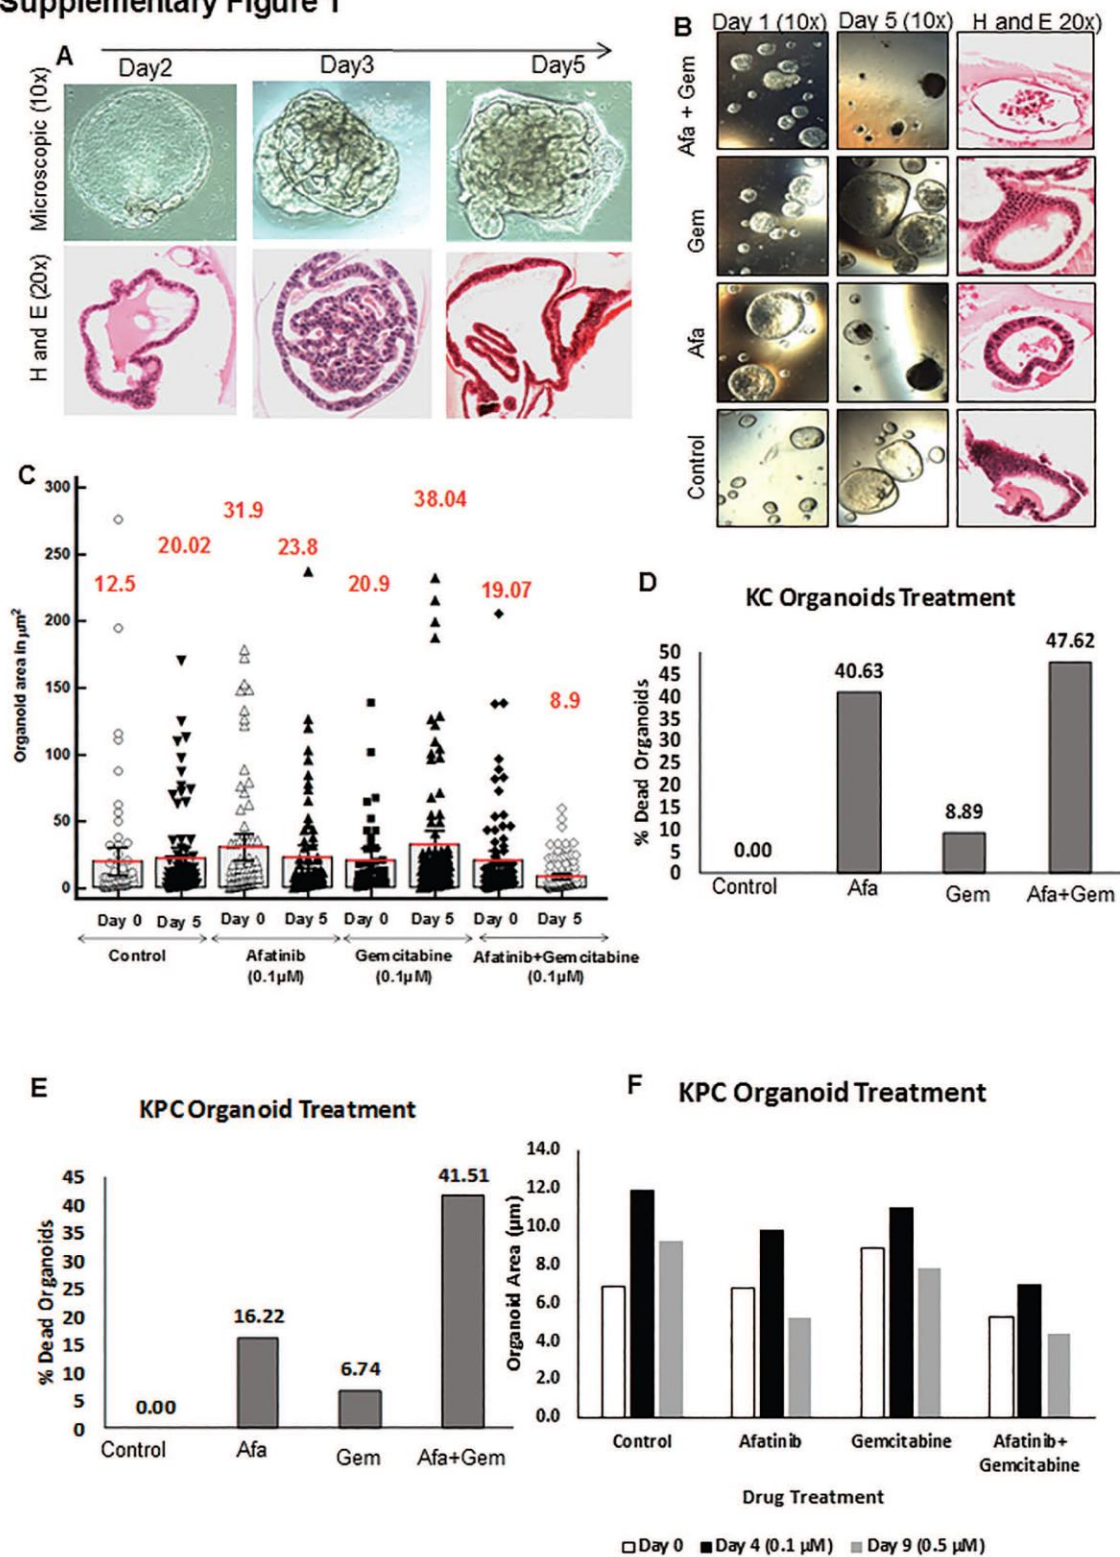 Supplementary Figure 1
A
Day2 Day3 Day5
Microscopic (10x)
H and E (20x)
B Day 1 (10x) Day 5 (10x) H and E 20x)
Afa + Gem
Gem
Afa
Control
C
Organoid area in µm²
300
250
200
150
100
50
0
12.5
20.02
31.9
23.8
20.9
38.04
19.07
8.9
Day 0 Day 5 Day 0 Day 5 Day 0 Day 5 Day 0 Day 5
Control Afatinib Gemcitabine Afatinib+Gemcitabine
(0.1µM) (0.1µM) (0.1µM)
D
KC Organoids Treatment
% Dead Organoids
50
45
40
35
30
25
20
15
10
5
0
0.00
40.63
8.89
47.62
Control Afa Gem Afa+Gem
E
KPC Organoid Treatment
% Dead Organoids
45
40
35
30
25
20
15
10
5
0
0.00
16.22
6.74
41.51
Control Afa Gem Afa+Gem
F
KPC Organoid Treatment
Organoid Area (µm)
14.0
12.0
10.0
8.0
6.0
4.0
2.0
0.0
Control Afatinib Gemcitabine Afatinib+
Gemcitabine
Drug Treatment
Day 0 Day 4 (0.1 µM) Day 9 (0.5 µM)